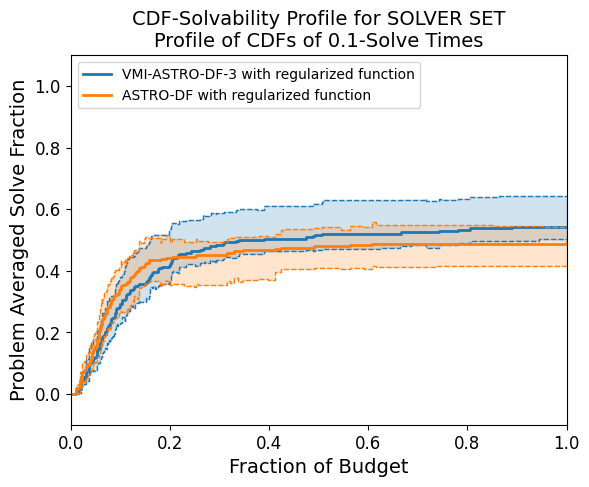 CDF-Solvability Profile for SOLVER SET
Profile of CDFs of 0.1-Solve Times
VMI-ASTRO-DF-3 with regularized function
ASTRO-DF with regularized function
Problem Averaged Solve Fraction
1.0
0.8
0.6
0.4
0.2
0.0
0.0 0.2 0.4 0.6 0.8 1.0
Fraction of Budget